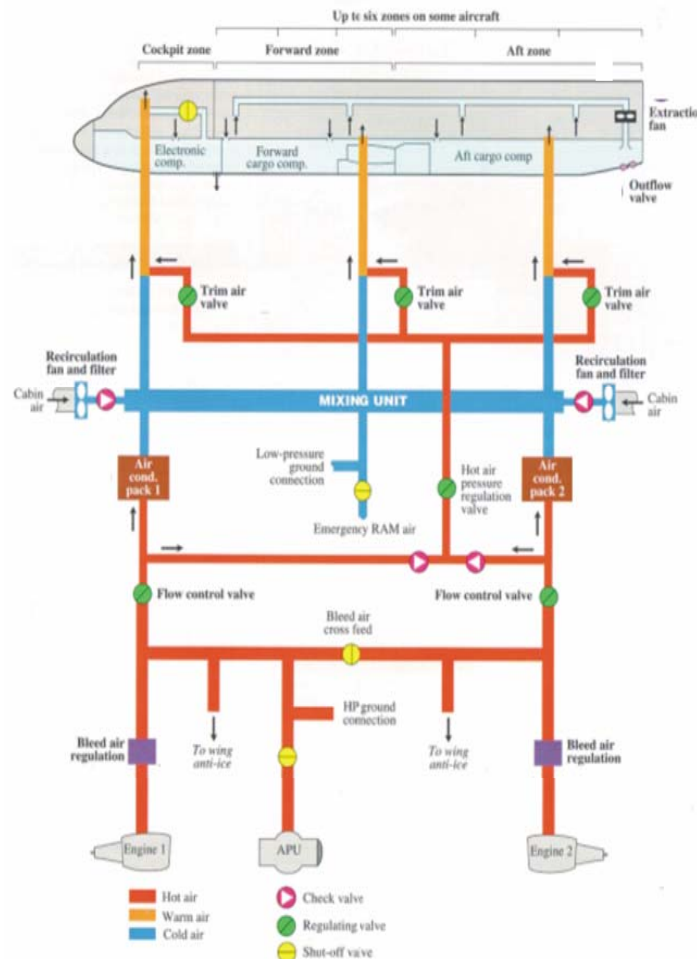 Up to six zones on some aircraft
Cockpit zone
Forward zone
Aft zone
Extractio
fan
Electronic
comp.
Forward
cargo comp.
Aft cargo comp
Outflow
valve
Trim air
valve
Trim air
valve
Trim air
valve
Recirculation
fan and filter
Recirculation
fan and filter
Cabin
air
MIXING UNIT
Cabin
air
Air
cond.
pack 1
Low-pressure
ground
connection
Hot air
pressure
regulation
valve
Air
cond.
pack 2
Emergency RAM air
Flow control valve
Flow control valve
Bleed air
cross feed
HP ground
connection
Bleed air
regulation
To wing
anti-ice
To wing
anti-ice
Bleed air
regulation
Engine 1
APU
Engine 2
Hot air
Warm air
Cold air
Check valve
Regulating valve
Shut-off valve